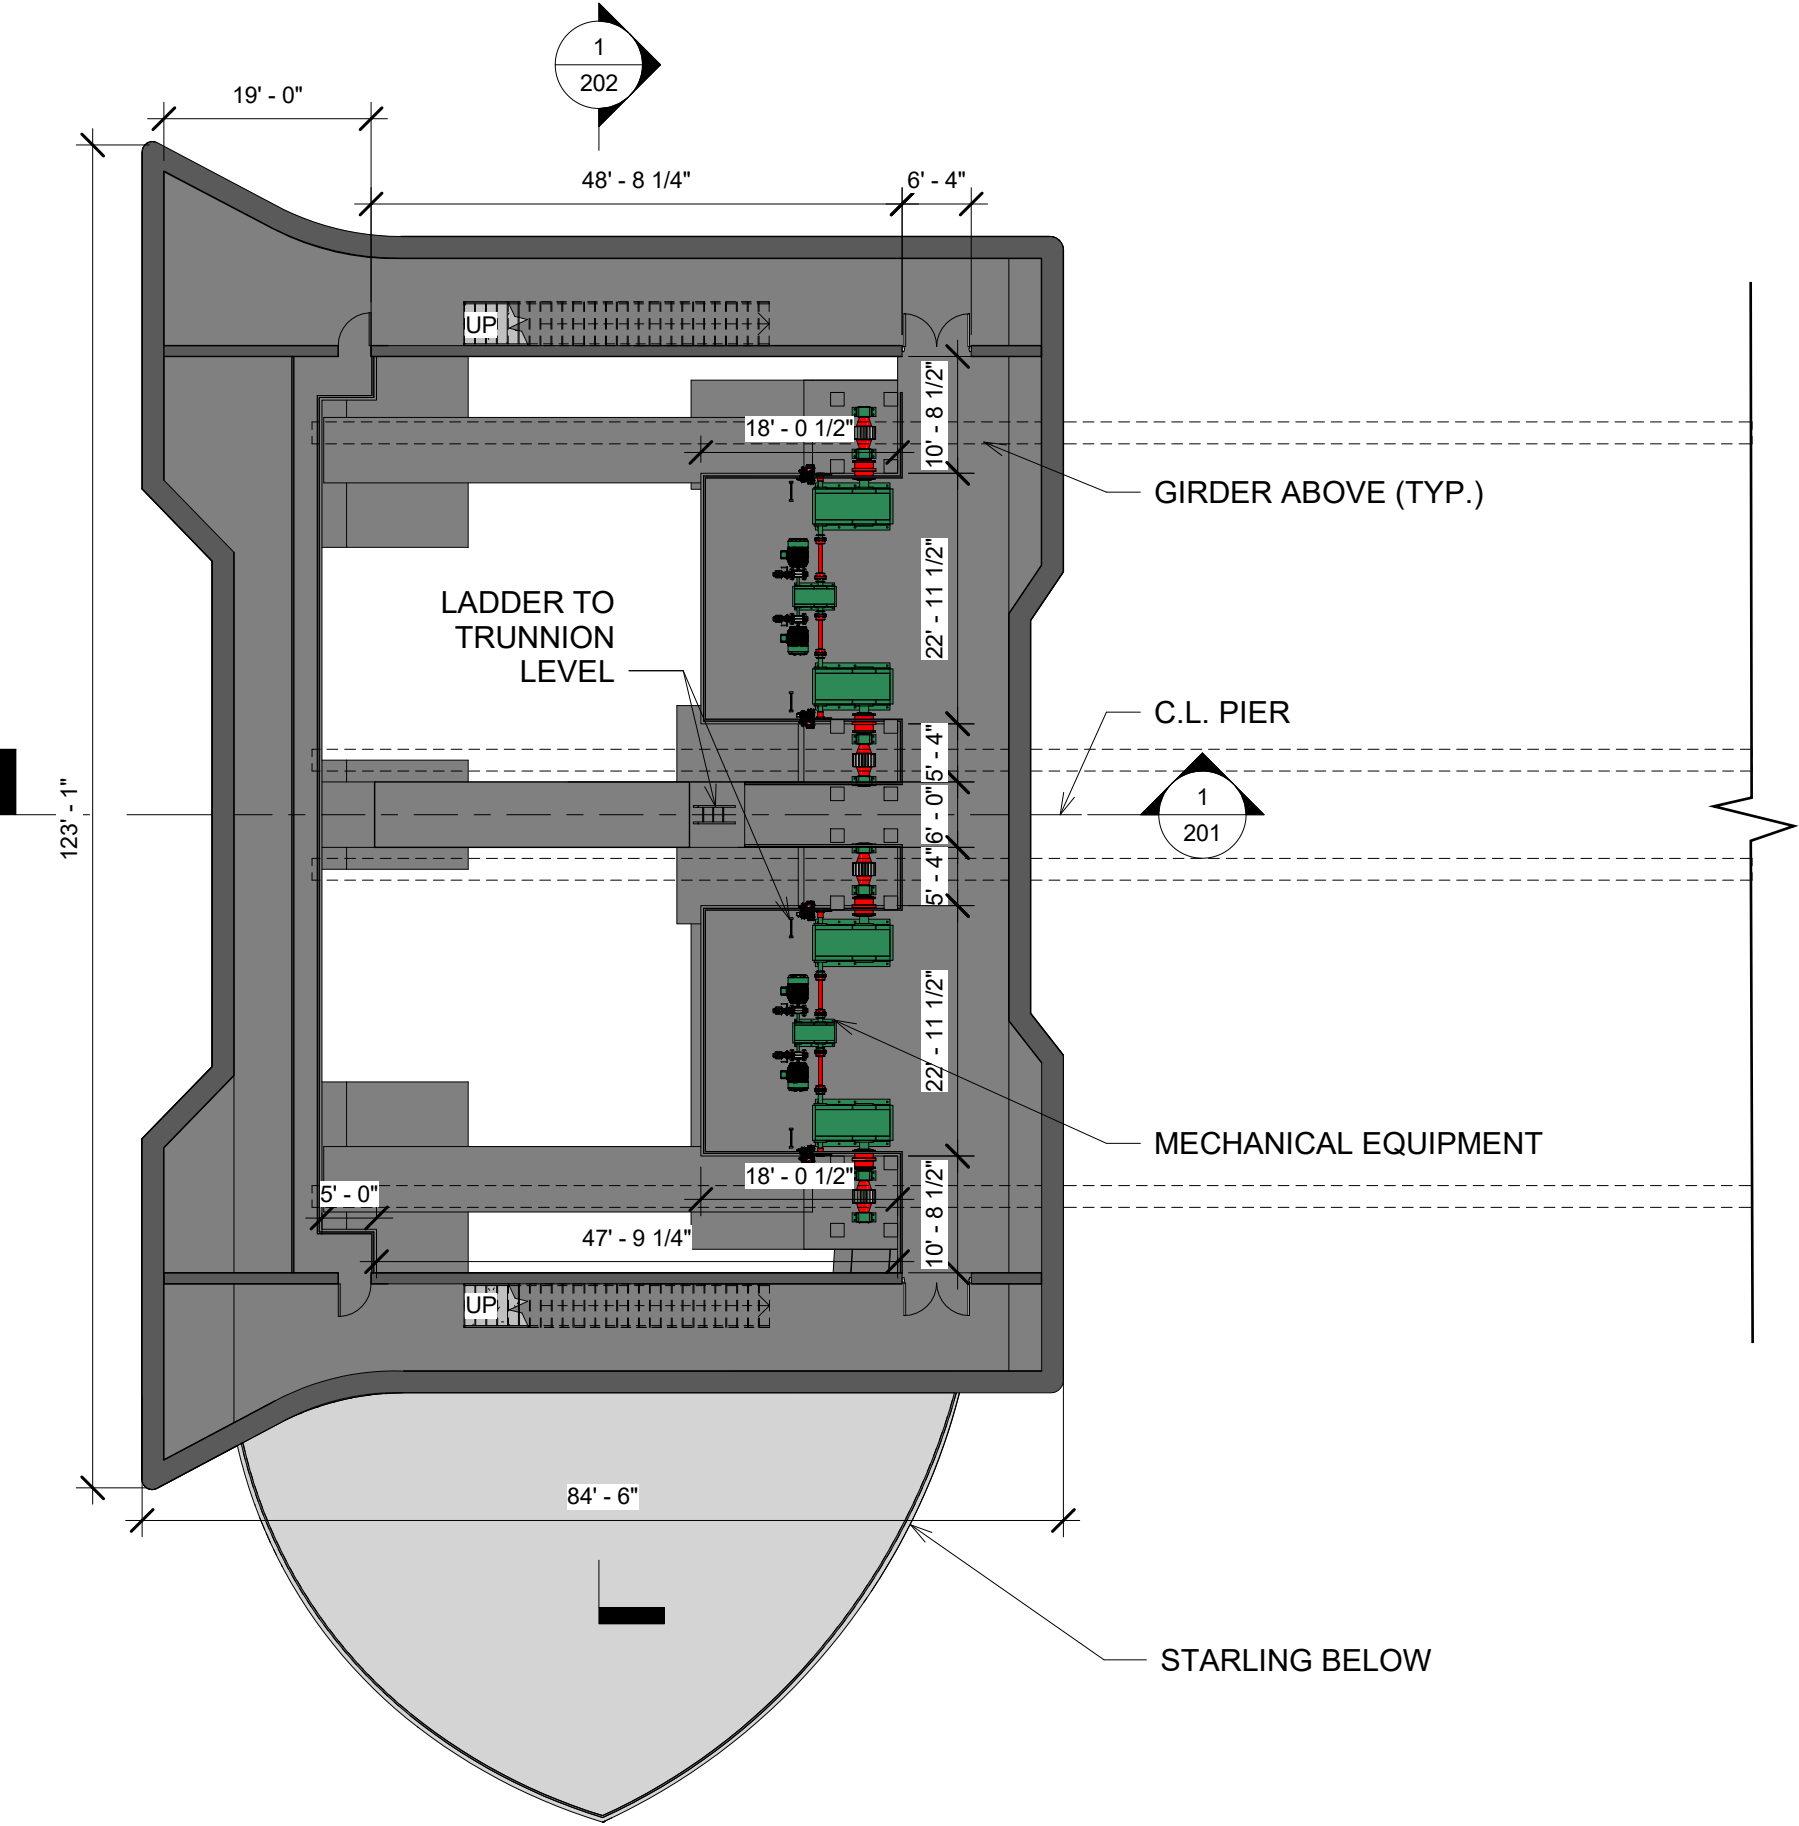 1
202
19' - 0"
48' - 8 1/4"
6' - 4"
UP
10' - 8 1/2"
18' - 0 1/2"
GIRDER ABOVE (TYP.)
22' - 11 1/2"
LADDER TO
TRUNNION
LEVEL
C.L. PIER
5' - 4"
123' - 1"
6' - 0"
1
201
5' - 4"
22' - 11 1/2"
MECHANICAL EQUIPMENT
18' - 0 1/2"
5' - 0"
10' - 8 1/2"
47' - 9 1/4"
UP
84' - 6"
STARLING BELOW